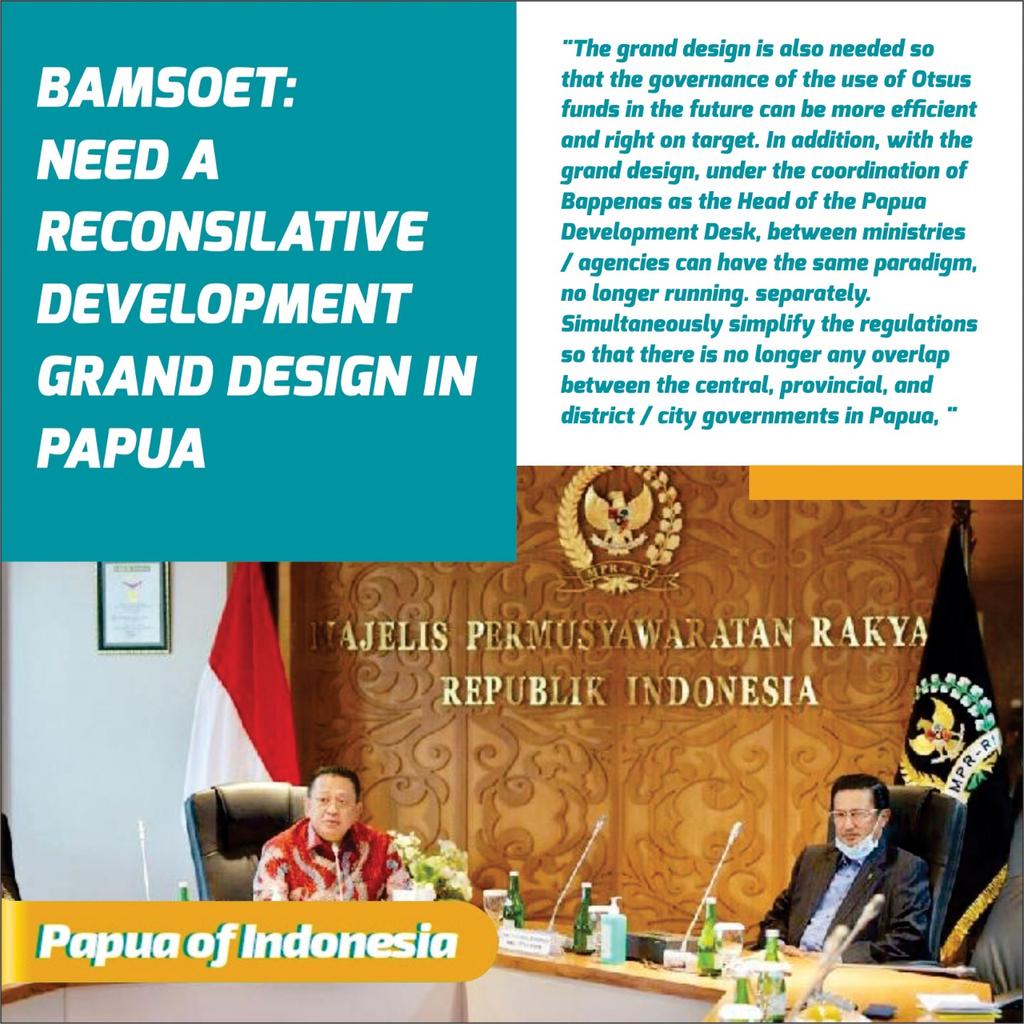 BAMSOET:
NEED A
RECONSILATIVE
DEVELOPMENT
GRAND DESIGN IN
PAPUA
"The grand design is also needed so
that the governance of the use of Otsus
funds in the future can be more efficient
and right on target. In addition, with the
grand design, under the coordination of
Bappenas as the Head of the Papua
Development Desk, between ministries
/ agencies can have the same paradigm,
no longer running. separately.
Simultaneously simplify the regulations
so that there is no longer any overlap
between the central, provincial, and
district / city governments in Papua, "
MPR-RI
MAJELIS PERMUSYAWARATAN RAKYA
REPUBLIK INDONESIA
MPR-RI
Papua of Indonesia